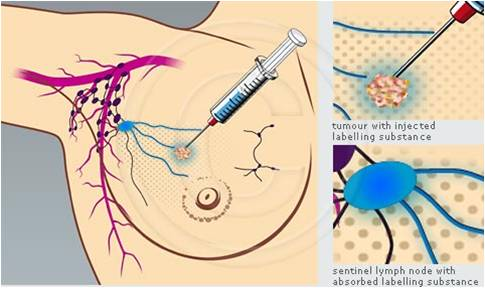 tumour with injected
labelling substance
sentinel lymph node with
absorbed labelling substance